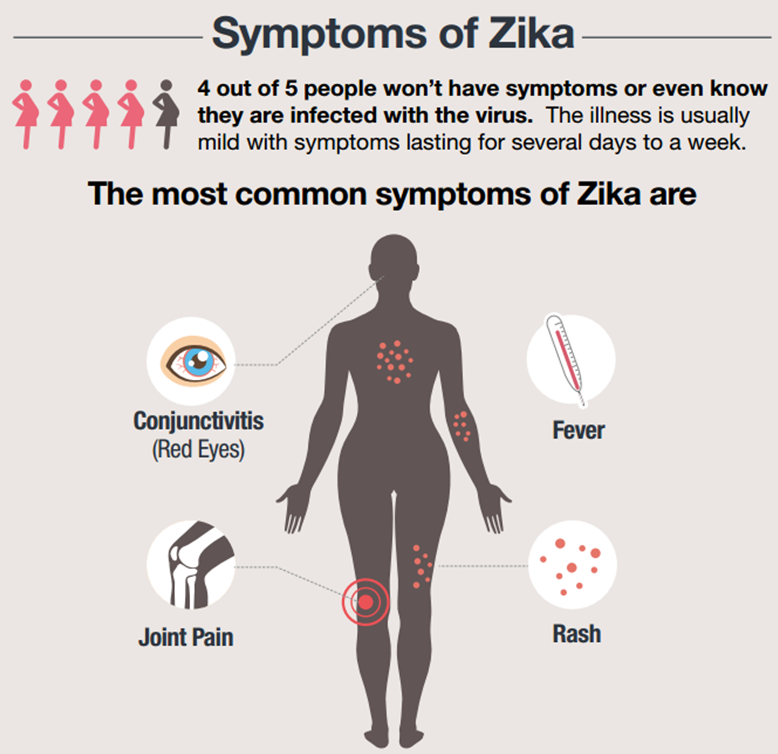 Symptoms of Zika
4 out of 5 people won't have symptoms or even know
they are infected with the virus. The illness is usually
mild with symptoms lasting for several days to a week.
The most common symptoms of Zika are
Conjunctivitis
(Red Eyes)
Fever
Joint Pain
Rash